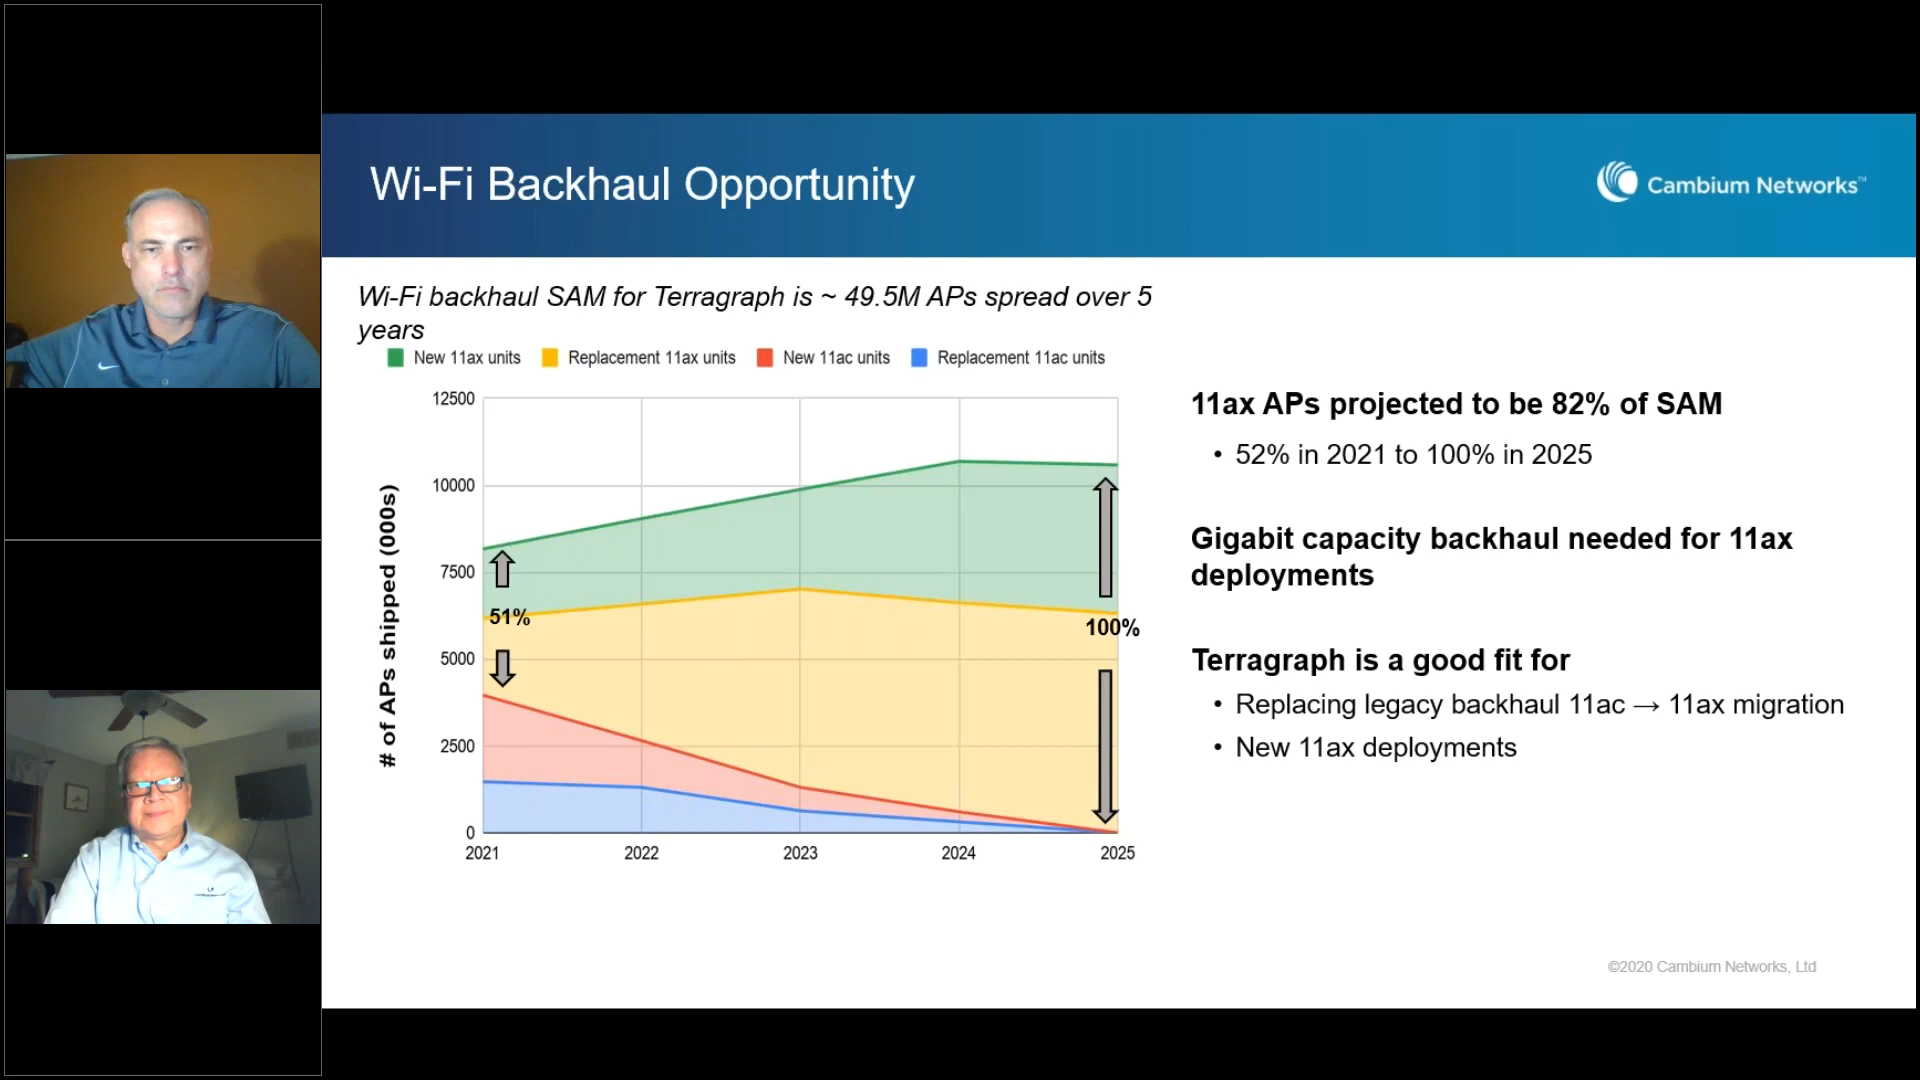 Wi-Fi Backhaul Opportunity
Cambium Networks™
Wi-Fi backhaul SAM for Terragraph is ~ 49.5M APs spread over 5
years
New 11ax units Replacement 11ax units New 11ac units Replacement 11ac units
# of APs shipped (000s)
12500
10000
7500
5000
2500
0
51%
100%
2021 2022 2023 2024 2025
11ax APs projected to be 82% of SAM
• 52% in 2021 to 100% in 2025
Gigabit capacity backhaul needed for 11ax
deployments
Terragraph is a good fit for
• Replacing legacy backhaul 11ac → 11ax migration
• New 11ax deployments
©2020 Cambium Networks, Ltd